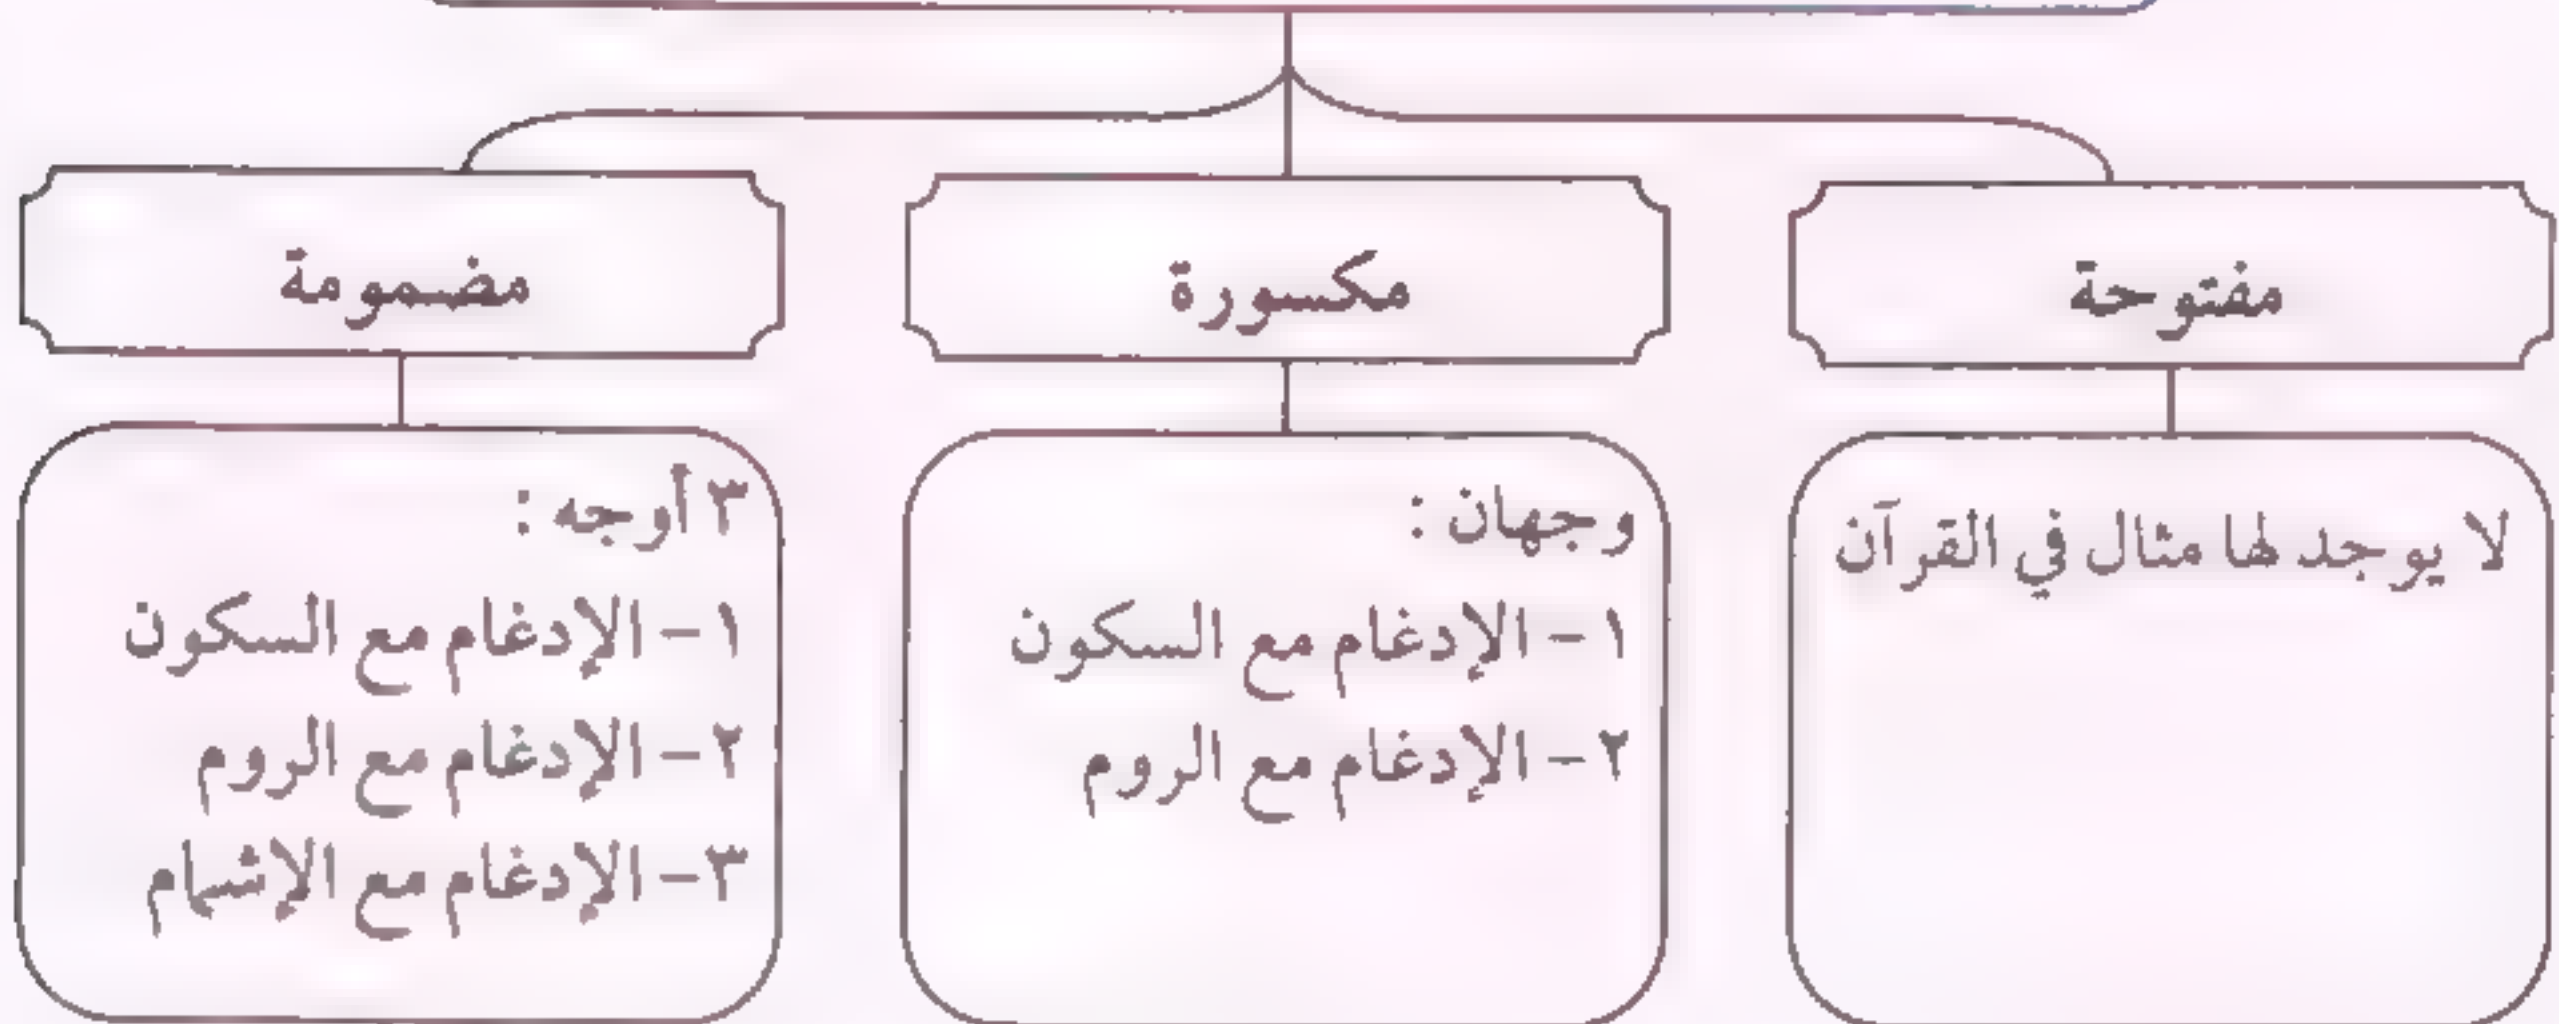 مفتوحة
لا يوجد لها مثال في القرآن
مكسورة
وجهان :
١ - الإدغام مع السكون
٢ - الإدغام مع الروم
مضمومة
٣ أوجه :
١ - الإدغام مع السكون
٢ - الإدغام مع الروم
٣ - الإدغام مع الإشمام